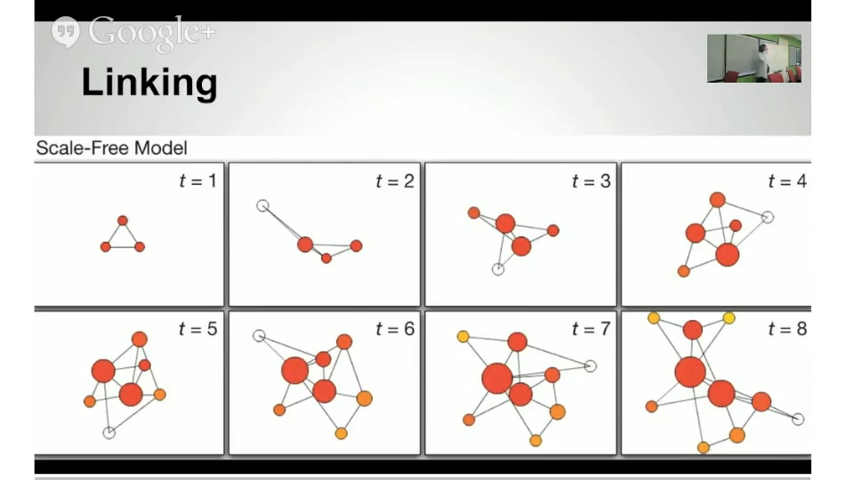 Google+
Linking
Scale-Free Model
t = 1
t = 2
t = 3
t = 4
t = 5
t = 6
t = 7
t = 8